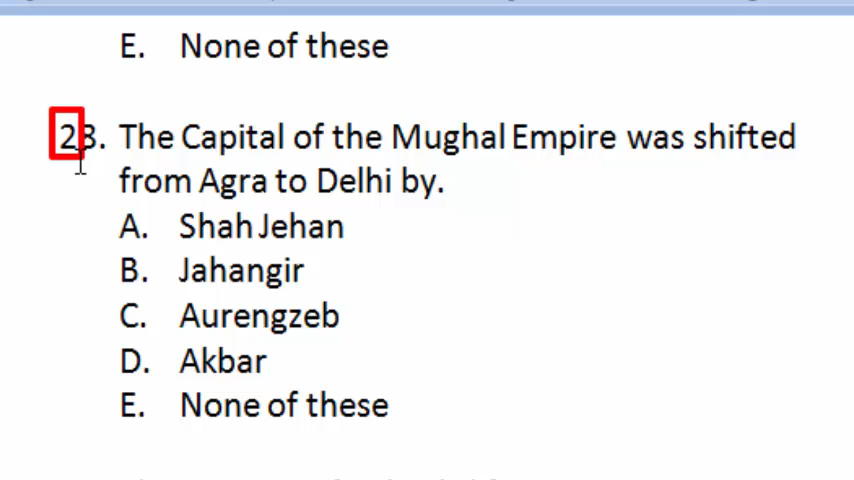 E. None of these
23. The Capital of the Mughal Empire was shifted
from Agra to Delhi by.
A. Shah Jehan
B. Jahangir
C. Aurengzeb
D. Akbar
E. None of these